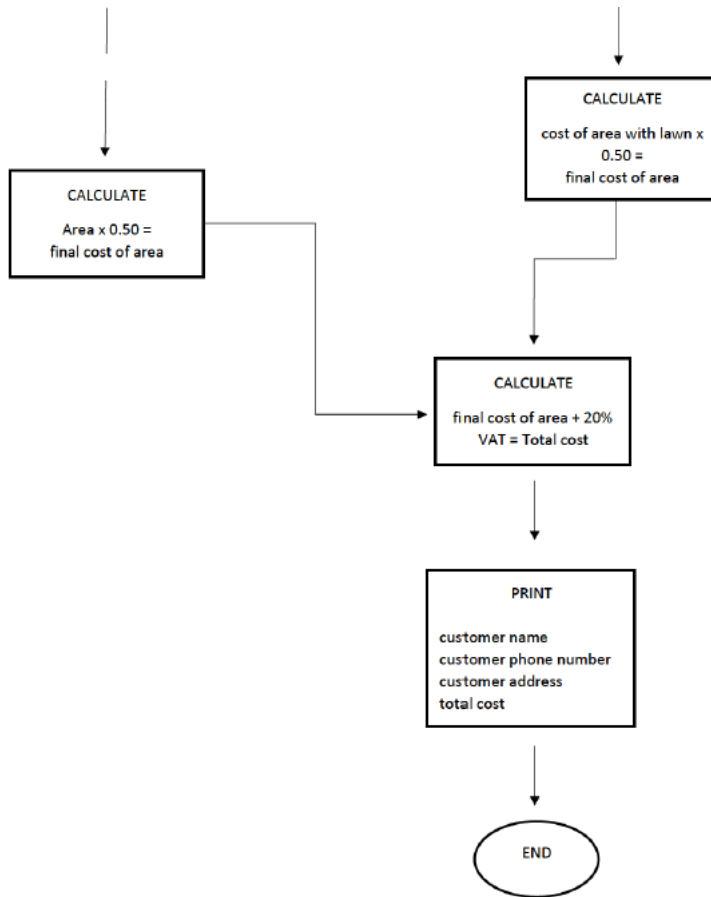 CALCULATE
cost of area with lawn x
0.50 =
final cost of area
CALCULATE
Area x 0.50 =
final cost of area
CALCULATE
final cost of area + 20%
VAT = Total cost
PRINT
customer name
customer phone number
customer address
total cost
END